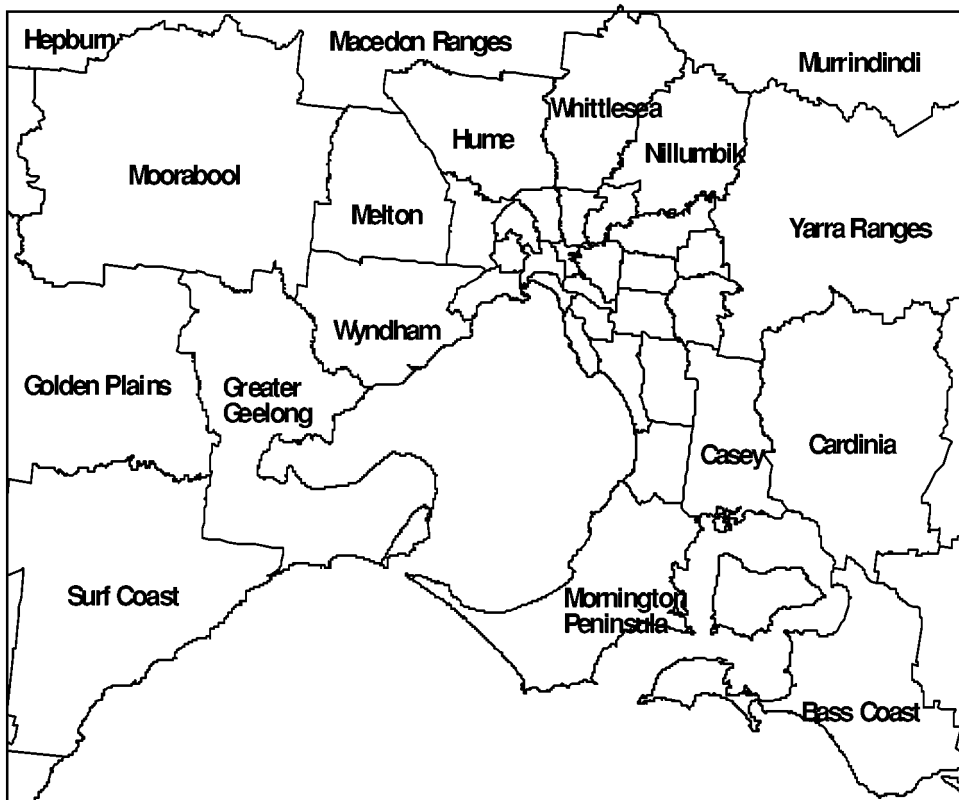 Hepburn
Macedon Ranges
Murrindindi
Whittlesea
Hume
Nillumbik
Moorabool
Melton
Yarra Ranges
Wyndham
Golden Plains
Greater
Geelong
Casey
Cardinia
Surf Coast
Mornington
Peninsula
Bass Coast